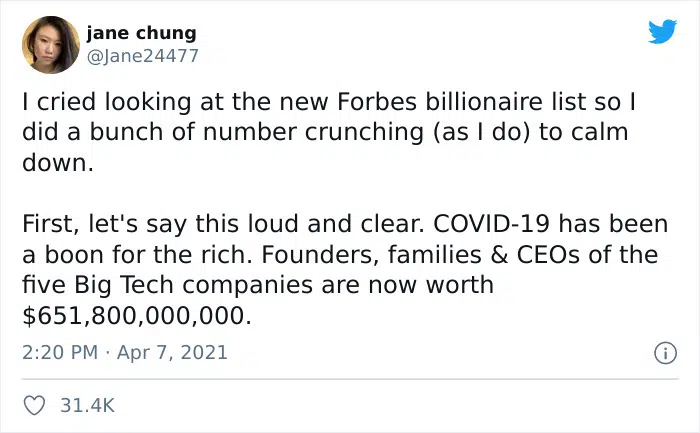 jane chung
@Jane24477
I cried looking at the new Forbes billionaire list so I
did a bunch of number crunching (as I do) to calm
down.
First, let's say this loud and clear. COVID-19 has been
a boon for the rich. Founders, families & CEOs of the
five Big Tech companies are now worth
$651,800,000,000.
2:20 PM · Apr 7, 2021
31.4K